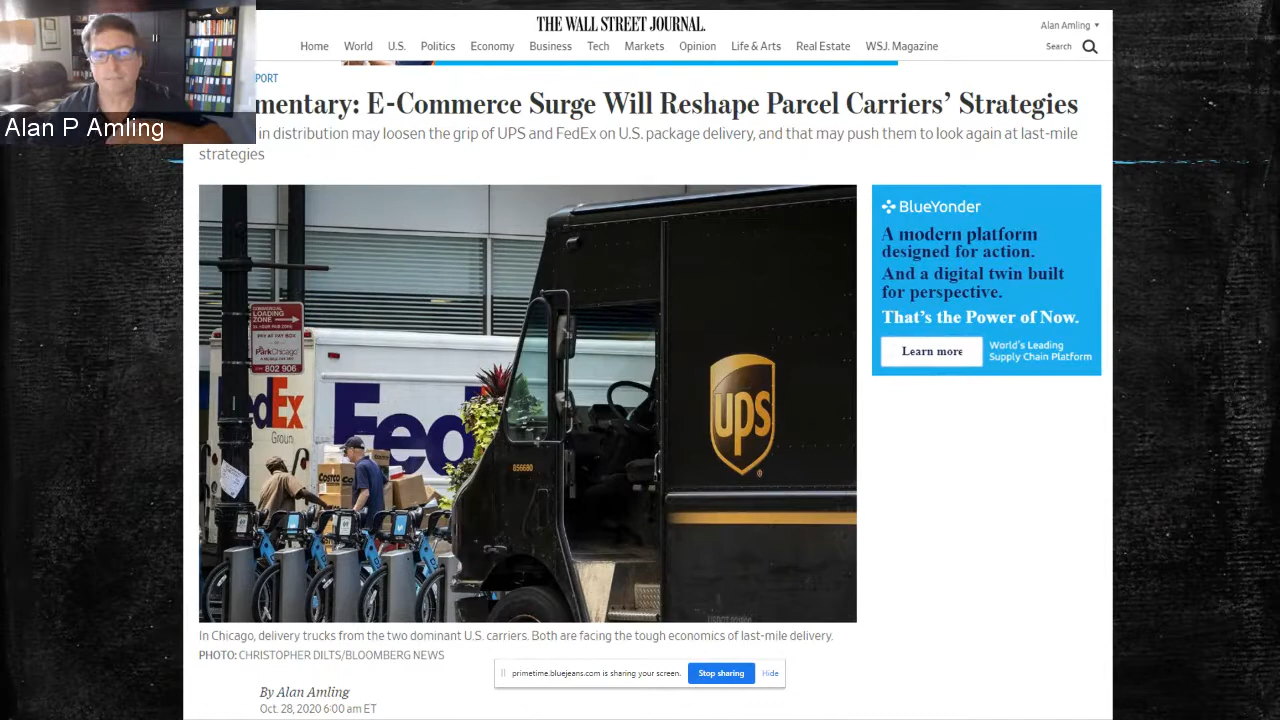 THE WALL STREET JOURNAL.
Alan Amling
Home World U.S. Politics Economy Business Tech Markets Opinion Life & Arts Real Estate WSJ. Magazine
Search
PORT
mentary: E-Commerce Surge Will Reshape Parcel Carriers' Strategies
Alan P Amling
in distribution may loosen the grip of UPS and FedEx on U.S. package delivery, and that may push them to look again at last-mile
strategies
BlueYonder
A modern platform
designed for action.
And a digital twin built
for perspective.
That's the Power of Now.
Learn more
World's Leading
Supply Chain Platform
LOADING
ZONE
ParkChicago
802 906
edEx
Groun
Fed
COSTCO
856680
ups
In Chicago, delivery trucks from the two dominant U.S. carriers. Both are facing the tough economics of last-mile delivery.
PHOTO: CHRISTOPHER DILTS/BLOOMBERG NEWS
primetime.bluejeans.com is sharing your screen.
Stop sharing
Hide
By Alan Amling
Oct. 28, 2020 6:00 am ET